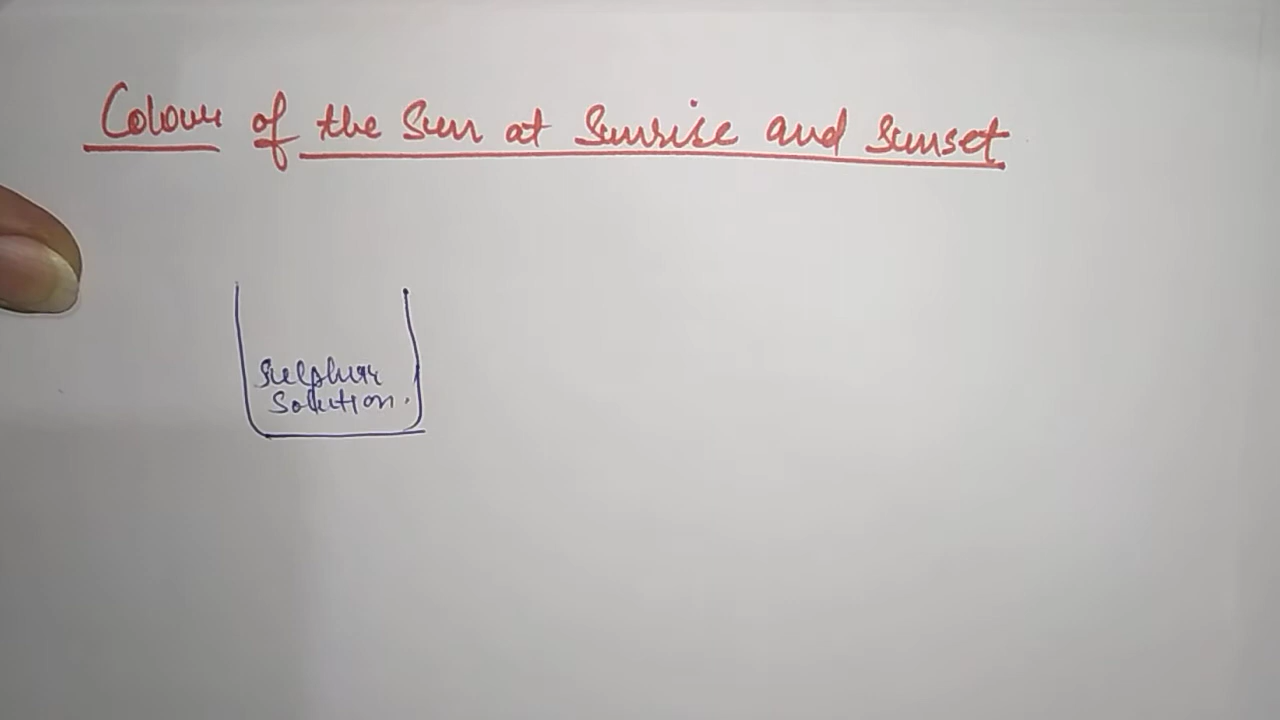 Colour of the Sun at Sunrise and Sunset
Sulphur
Solution.